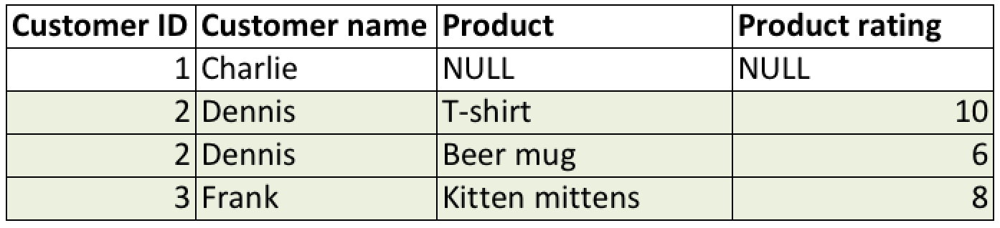 Customer ID Customer name Product Product rating
1 Charlie NULL NULL
2 Dennis T-shirt 10
2 Dennis Beer mug 6
3 Frank Kitten mittens 8